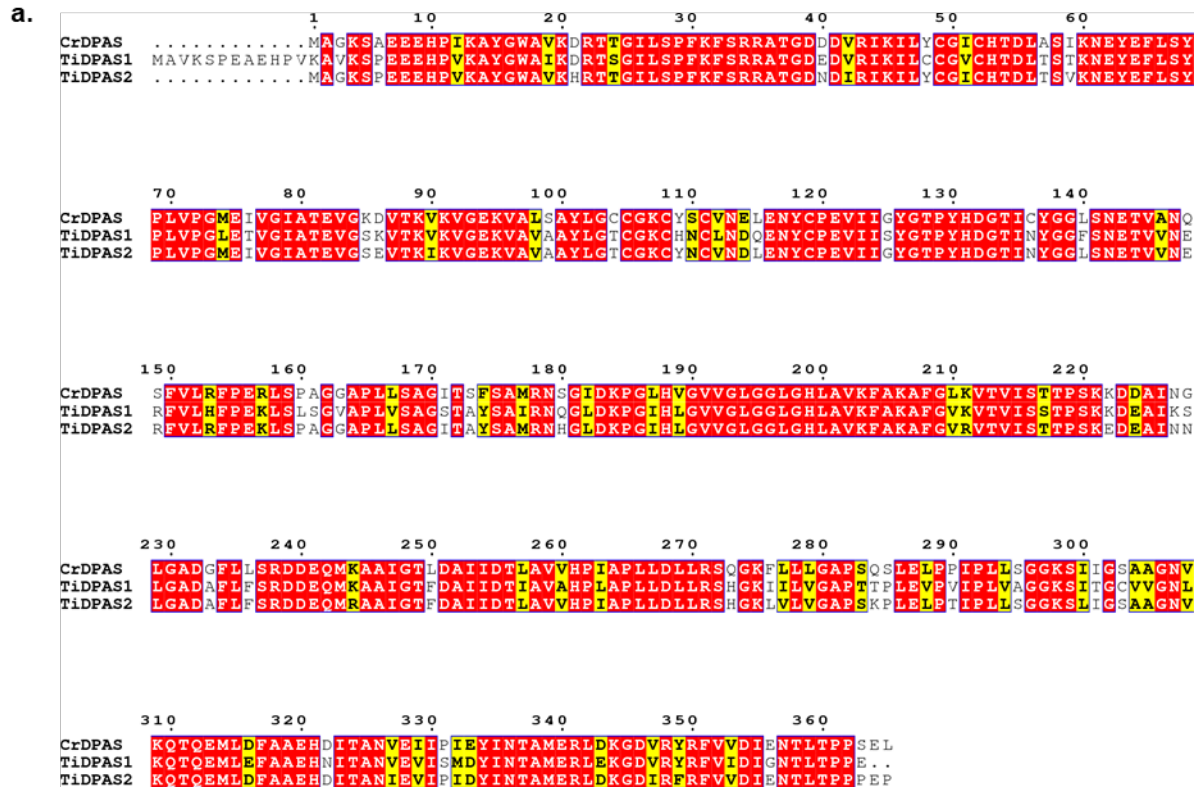 a.
1 10 20 30 40 50 60
CrDPAS ............MAGKSAEEEHPIKAYGWAVKDRTTGILSPFKFSRRATGDDDVRIKILYCGICHTDLASIKNEYEFLSY
TiDPAS1 MAVKSPEAEHPVKAVKSPEEEHPVKAYGWAIKDRTSGILSPFKFSRRATGDEDVRIKILCCGVCHTDLTSTKNEYEFLSY
TiDPAS2 ............MAGKSPEEEHPVKAYGWAVKHRTTGILSPFKFSRRATGDNDIRIKILYCGVCHTDLTSVKNEYEFLSY
70 80 90 100 110 120 130 140
CrDPAS PLVPGMEIVGIATEVGKDVTKVKVGEKVALSAYLGCCGKCYSCVNELENYCPEVIIGYGTPYHDGTICYGGLSNETVANQ
TiDPAS1 PLVPGLETVGIATEVGSKVTKVKVGEKVAVAAYLGTCGKCHNCLNDQENYCPEVIISYGTPYHDGTINYGGFSNETVVNE
TiDPAS2 PLVPGMEIVGIATEVGSEVTKIKVGEKVAVAAYLGTCGKCYNCVNDLENYCPEVIIGYGTPYHDGTINYGGLSNETVVNE
150 160 170 180 190 200 210 220
CrDPAS SFVLRFPERLSPAGGAPLLSAGITSFSAMRNSGIDKPGLHVGVVGLGGLGHLAVKFAKAFGLKVTVISTTPSKKDDAING
TiDPAS1 RFVLHFPEKLSLSGVAPLVSAGSTAYSAIRNQGLDKPGIHLGVVGLGGLGHLAVKFAKAFGVKVTVISSTPSKKDEAIKS
TiDPAS2 RFVLRFPEKLSPAGGAPLLSAGITAYSAMRNHGLDKPGIHLGVVGLGGLGHLAVKFAKAFGVRVTVISTTPSKEDEAINN
230 240 250 260 270 280 290 300
CrDPAS LGADGFLLSRDDEQMKAAIGTLDAIIDTLAVVHPIAPLLDLLRSQGKFLLLGAPSQSLELPPIPLLSGGKSIIGSAAGNV
TiDPAS1 LGADAFLFSRDDEQMKAAIGTFDAIIDTLAVAHPLAPLLDLLRSHGKIILVGAPTTPLEVPVIPLVAGGKSIIGCVVGNL
TiDPAS2 LGADAFLFSRDDEQMRAAIGTFDAIIDTLAVVHPIAPLLDLLRSHGKLVLVGAPSKPLELPTIPLLSGGKSLIGSAAGNV
310 320 330 340 350 360
CrDPAS KQTQEMLDFAAEHDITANVEIIPIEYINTAMERLDKGDVRYRFVVDIENTLTPPSEL
TiDPAS1 KQTQEMLEFAAEHNITANVEVISMDYINTAMERLEKGDVRYRFVIDIGNTLTPPE..
TiDPAS2 KQTQEMLDFAAEHDITANIEVIPIDYINTAMERLDKGDIRFRFVVDIENTLTPPPEP